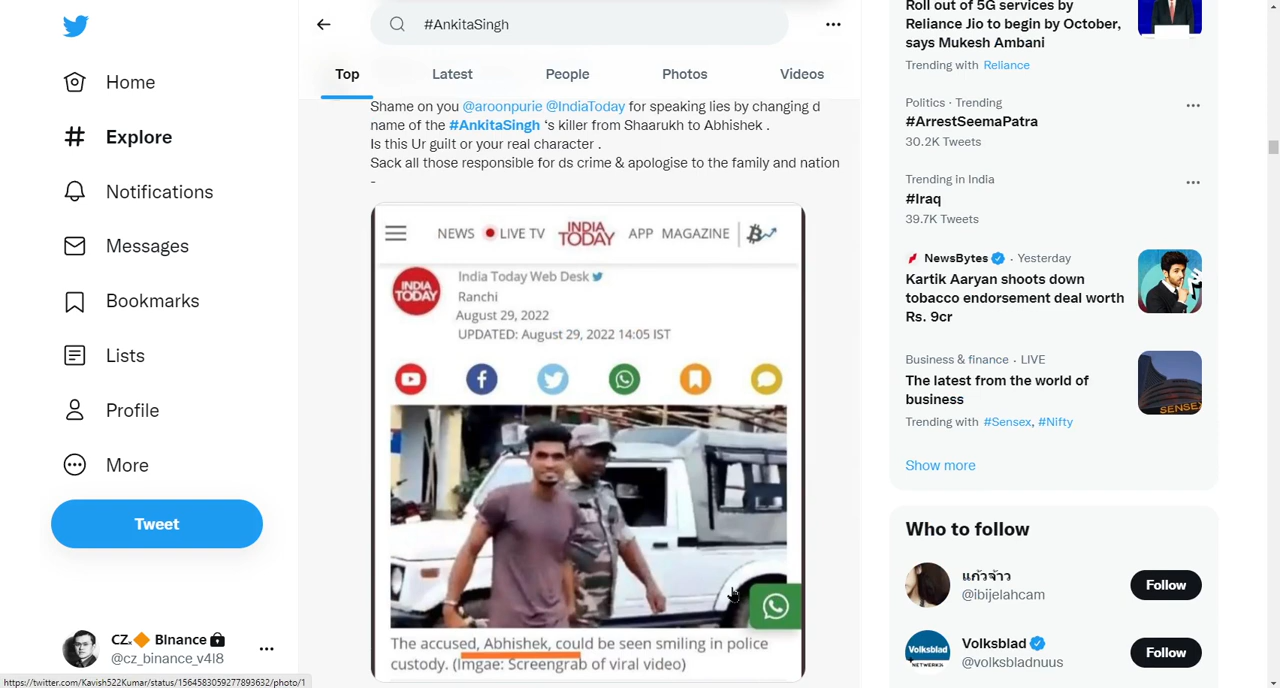 #AnkitaSingh
Home
Top
Latest
People
Photos
Videos
Explore
Notifications
Messages
Bookmarks
Lists
Profile
More
Tweet
CZ. Binance
@cz_binance_v4l8
Shame on you @aroonpurie @IndiaToday for speaking lies by changing d
name of the #AnkitaSingh 's killer from Shaarukh to Abhishek .
Is this Ur guilt or your real character .
Sack all those responsible for ds crime & apologise to the family and nation
-
NEWS LIVE TV INDIA TODAY APP MAGAZINE
INDIA TODAY
India Today Web Desk
Ranchi
August 29, 2022
UPDATED: August 29, 2022 14:05 IST
The accused, Abhishek, could be seen smiling in police
custody. (Imgae: Screengrab of viral video)
Roll out of 5G services by
Reliance Jio to begin by October,
says Mukesh Ambani
Trending with Reliance
Politics · Trending
#ArrestSeemaPatra
30.2K Tweets
Trending in India
#Iraq
39.7K Tweets
NewsBytes · Yesterday
Kartik Aaryan shoots down
tobacco endorsement deal worth
Rs. 9cr
Business & finance · LIVE
The latest from the world of
business
SENSEX
Trending with #Sensex, #Nifty
Show more
Who to follow
แก้วจ๋าว
@ibijelahcam
Follow
Volksblad
Volksblad
NETWERK24
@volksbladnuus
Follow
https://twitter.com/Kavish522Kumar/status/1564583059277893632/photo/1